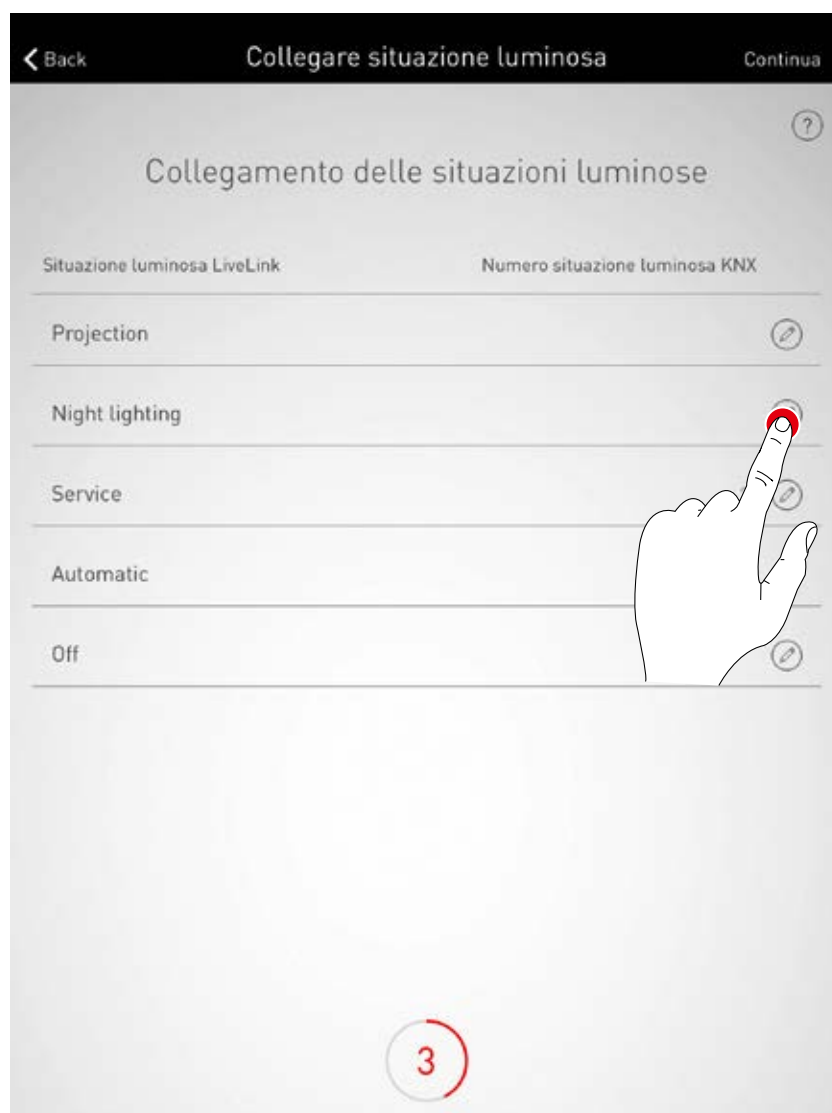 Back
Collegare situazione luminosa
Continua
?
Collegamento delle situazioni luminose
Situazione luminosa LiveLink
Numero situazione luminosa KNX
Projection
Night lighting
Service
Automatic
Off
3